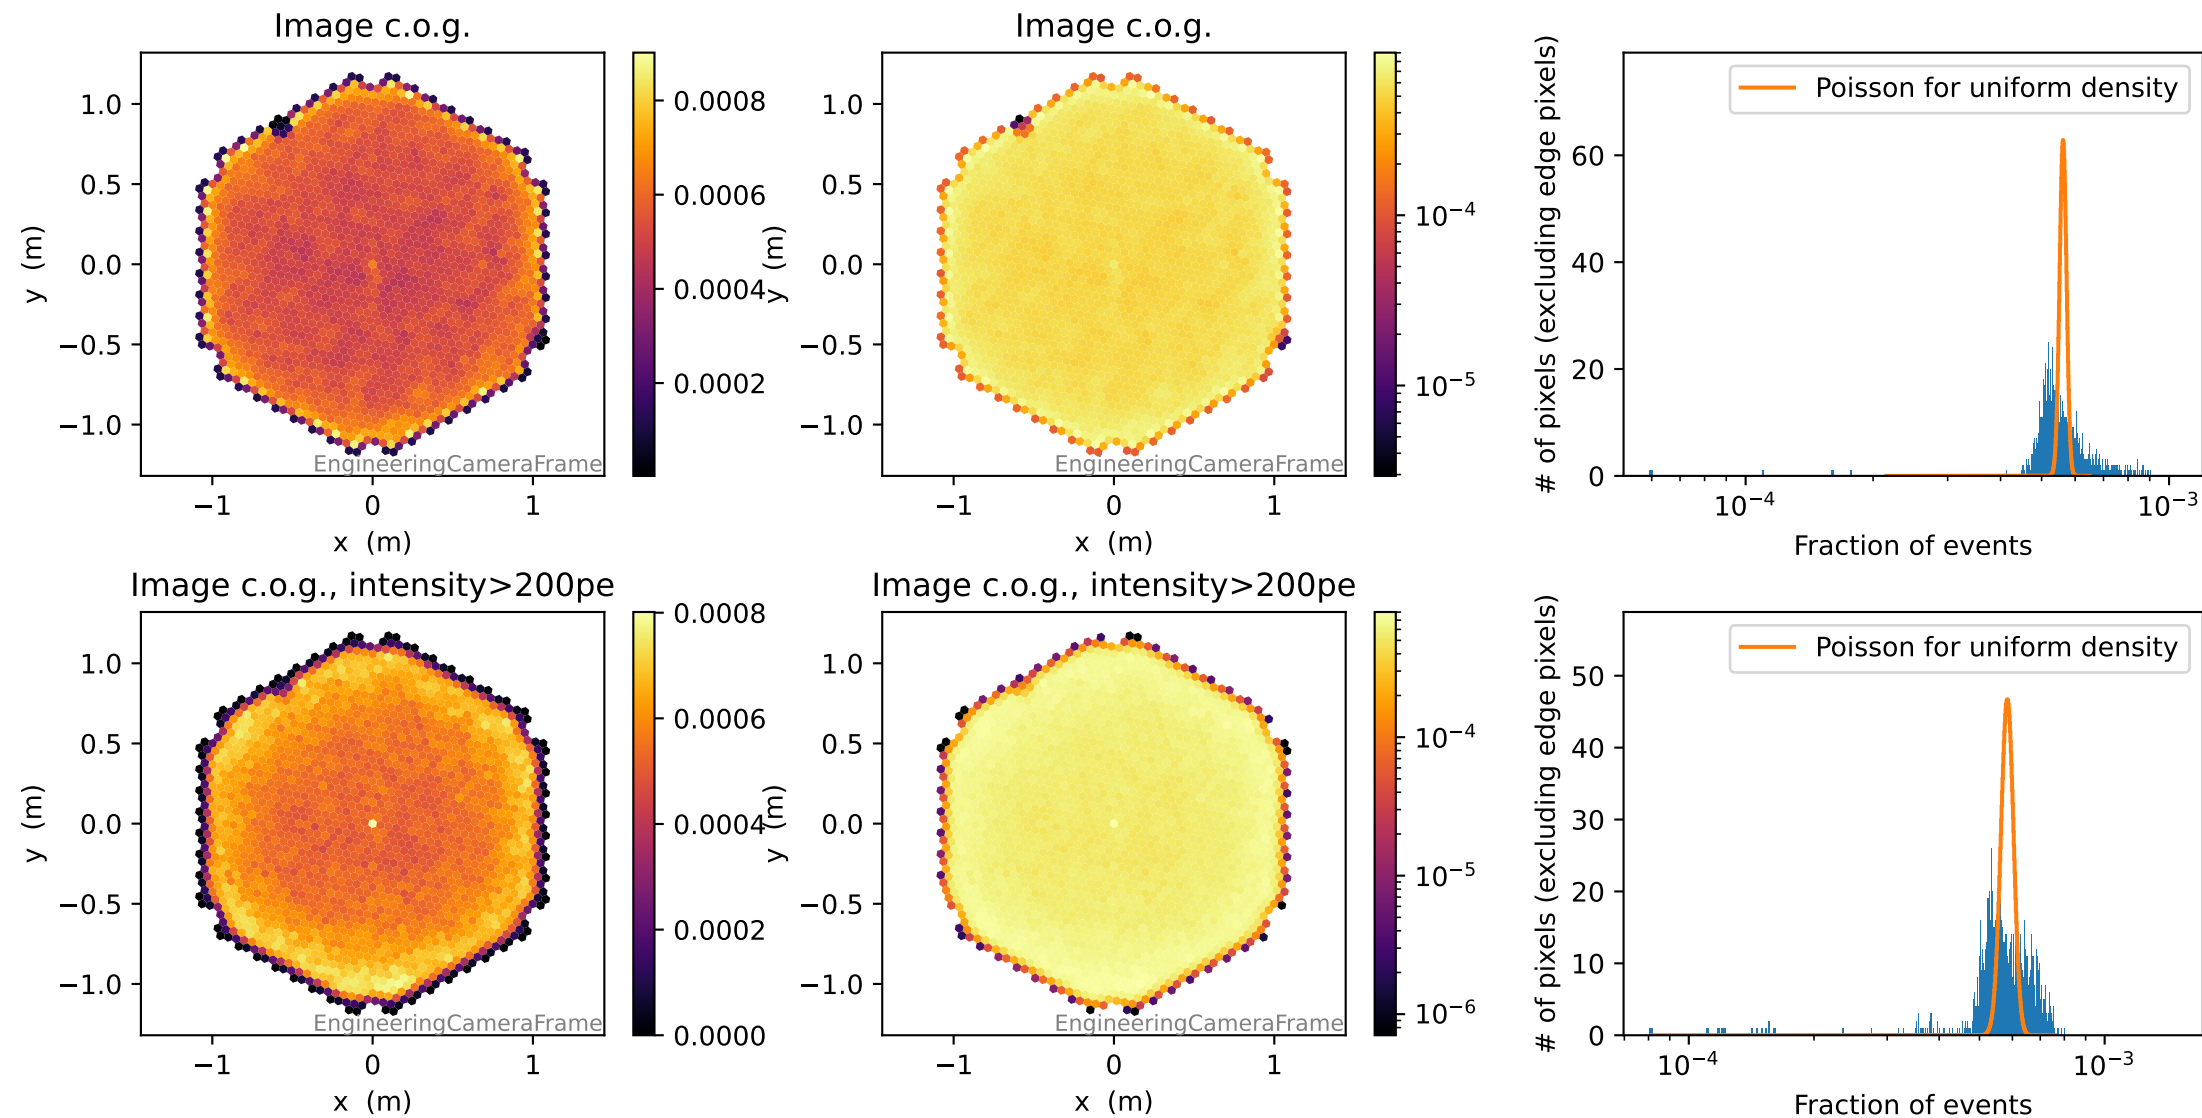 Image c.o.g.
1.0
0.5
0.0
−0.5
−1.0
y (m)
−1
0
1
x (m)
EngineeringCameraFrame
0.0008
0.0006
0.0004
0.0002
Image c.o.g.
1.0
0.5
0.0
−0.5
−1.0
y (m)
−1
0
1
x (m)
EngineeringCameraFrame
10−4
10−5
# of pixels (excluding edge pixels)
60
40
20
0
Poisson for uniform density
10−4
10−3
Fraction of events
Image c.o.g., intensity>200pe
1.0
0.5
0.0
−0.5
−1.0
y (m)
−1
0
1
x (m)
EngineeringCameraFrame
0.0008
0.0006
0.0004
0.0002
0.0000
Image c.o.g., intensity>200pe
1.0
0.5
0.0
−0.5
−1.0
y (m)
−1
0
1
x (m)
EngineeringCameraFrame
10−4
10−5
10−6
# of pixels (excluding edge pixels)
50
40
30
20
10
0
Poisson for uniform density
10−4
10−3
Fraction of events